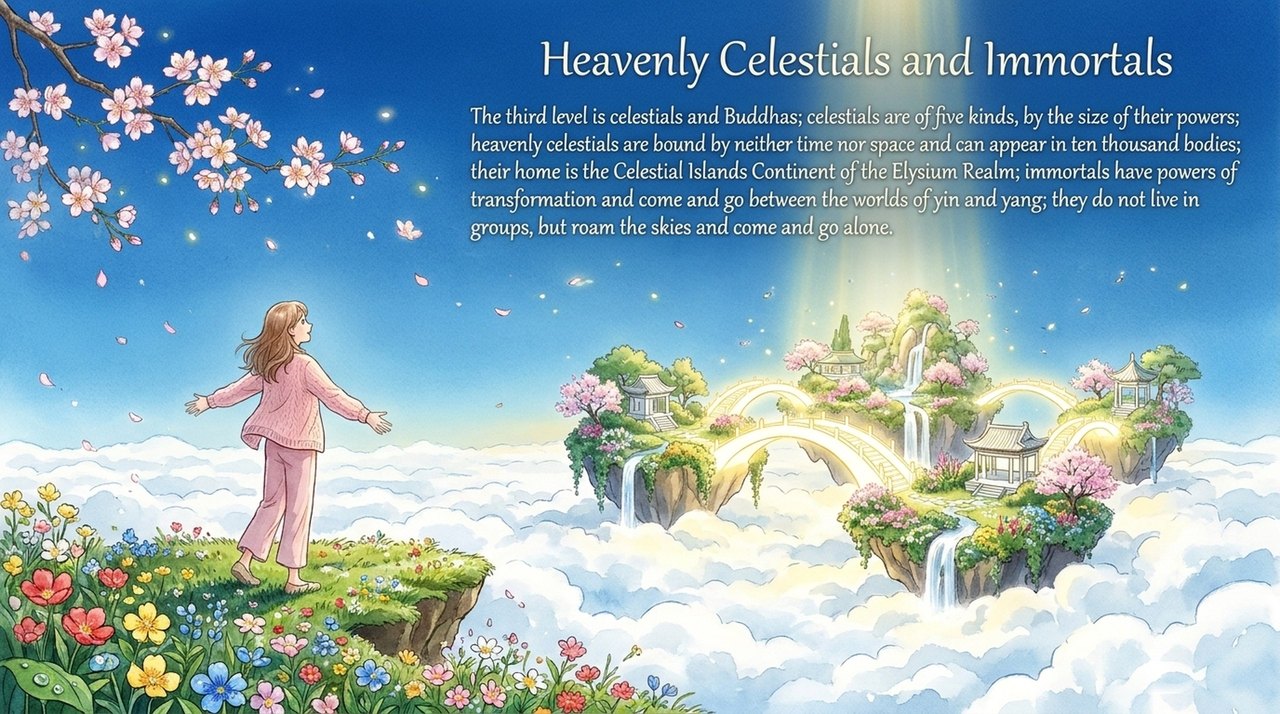 Heavenly Celestials and Immortals
The third level is celestials and Buddhas; celestials are of five kinds, by the size of their powers;
heavenly celestials are bound by neither time nor space and can appear in ten thousand bodies;
their home is the Celestial Islands Continent of the Elysium Realm; immortals have powers of
transformation and come and go between the worlds of yin and yang; they do not live in
groups, but roam the skies and come and go alone.